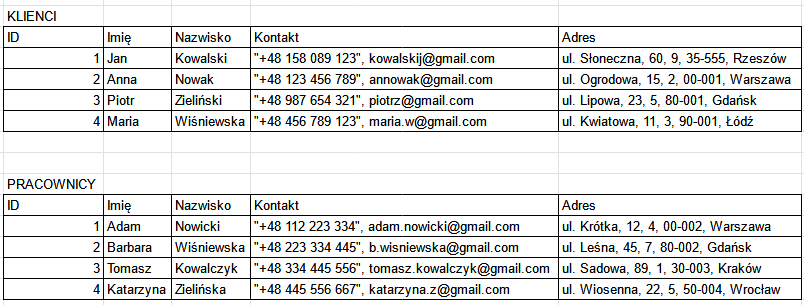 KLIENCI
ID Imię Nazwisko Kontakt Adres
1 Jan Kowalski "+48 158 089 123", kowalskij@gmail.com ul. Słoneczna, 60, 9, 35-555, Rzeszów
2 Anna Nowak "+48 123 456 789", annowak@gmail.com ul. Ogrodowa, 15, 2, 00-001, Warszawa
3 Piotr Zieliński "+48 987 654 321", piotrz@gmail.com ul. Lipowa, 23, 5, 80-001, Gdańsk
4 Maria Wiśniewska "+48 456 789 123", maria.w@gmail.com ul. Kwiatowa, 11, 3, 90-001, Łódź
PRACOWNICY
ID Imię Nazwisko Kontakt Adres
1 Adam Nowicki "+48 112 223 334", adam.nowicki@gmail.com ul. Krótka, 12, 4, 00-002, Warszawa
2 Barbara Wiśniewska "+48 223 334 445", b.wisniewska@gmail.com ul. Leśna, 45, 7, 80-002, Gdańsk
3 Tomasz Kowalczyk "+48 334 445 556", tomasz.kowalczyk@gmail.com ul. Sadowa, 89, 1, 30-003, Kraków
4 Katarzyna Zielińska "+48 445 556 667", katarzyna.z@gmail.com ul. Wiosenna, 22, 5, 50-004, Wrocław